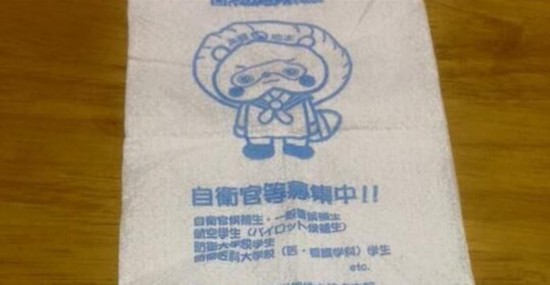 自衛官等募集中!!
自衛官候補生・一般曹候補生
航空学生（パイロット候補生）
防衛大学校学生
防衛医科大学校（医・看護学科）学生
etc.